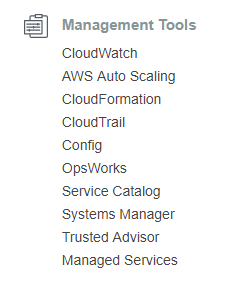 Management Tools
CloudWatch
AWS Auto Scaling
CloudFormation
CloudTrail
Config
OpsWorks
Service Catalog
Systems Manager
Trusted Advisor
Managed Services